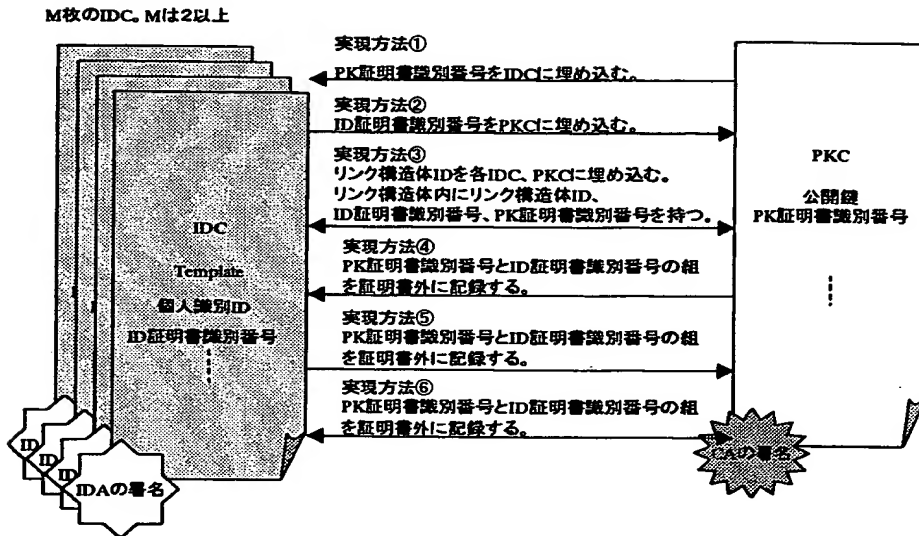 M枚のIDC。Mは2以上
実現方法①
PK証明書識別番号をIDCに埋め込む。
実現方法②
ID証明書識別番号をPKCに埋め込む。
実現方法③
リンク構造体IDを各IDC、PKCに埋め込む。
リンク構造体内にリンク構造体ID、
ID証明書識別番号、PK証明書識別番号を持つ。
実現方法④
PK証明書識別番号とID証明書識別番号の組
を証明書外に記録する。
実現方法⑤
PK証明書識別番号とID証明書識別番号の組
を証明書外に記録する。
実現方法⑥
PK証明書識別番号とID証明書識別番号の組
を証明書外に記録する。
IDC
Template
個人識別ID
ID証明書識別番号
ID
ID
ID
IDAの署名
PKC
公開鍵
PK証明書識別番号
CAの署名